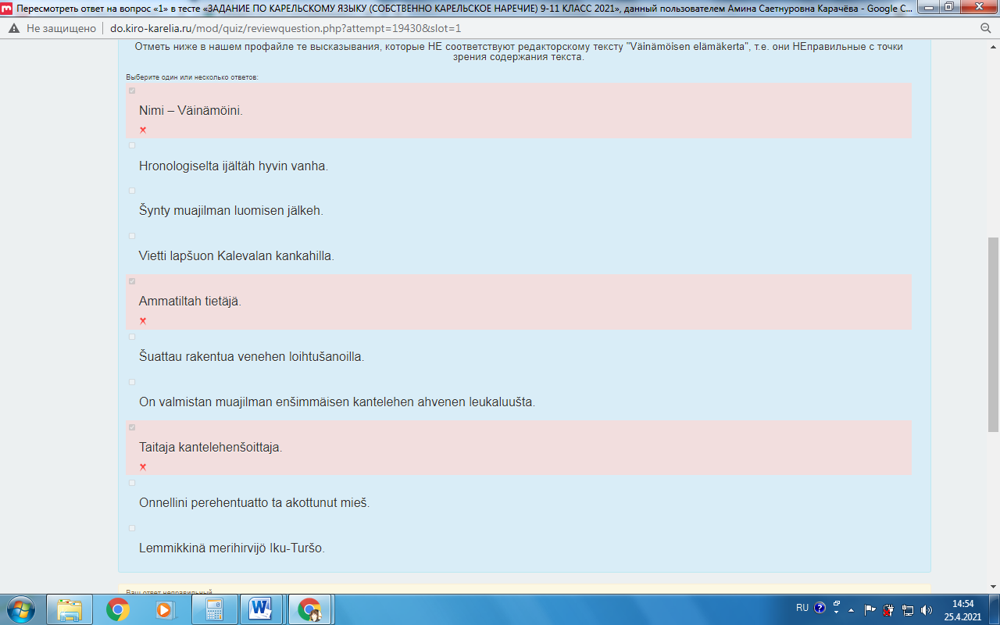 Пересмотреть ответ на вопрос «1» в тесте «ЗАДАНИЕ ПО КАРЕЛЬСКОМУ ЯЗЫКУ (СОБСТВЕННО КАРЕЛЬСКОЕ НАРЕЧИЕ) 9-11 КЛАСС 2021», данный пользователем Амина Саетнуровна Карачёва - Google C...
Не защищено | do.kiro-karelia.ru/mod/quiz/reviewquestion.php?attempt=19430&slot=1
Отметь ниже в нашем профайле те высказывания, которые НЕ соответствуют редакторскому тексту "Väinämöisen elämäkerta", т.е. они НЕправильные с точки
зрения содержания текста.
Выберите один или несколько ответов:
Nimi – Väinämöini.
Hronologiselta ijältäh hyvin vanha.
Šynty muajilman luomisen jälkeh.
Vietti lapšuon Kalevalan kankahilla.
Ammatiltah tietäjä.
Šuattau rakentua venehen loihtušanoilla.
On valmistan muajilman enšimmäisen kantelehen ahvenen leukaluušta.
Taitaja kantelehenšoittaja.
Onnellini perehentuatto ta akottunut mieš.
Lemmikkinä merihirvijö Iku-Turšo.
Ваш ответ неправильный
RU
14:54
25.4.2021